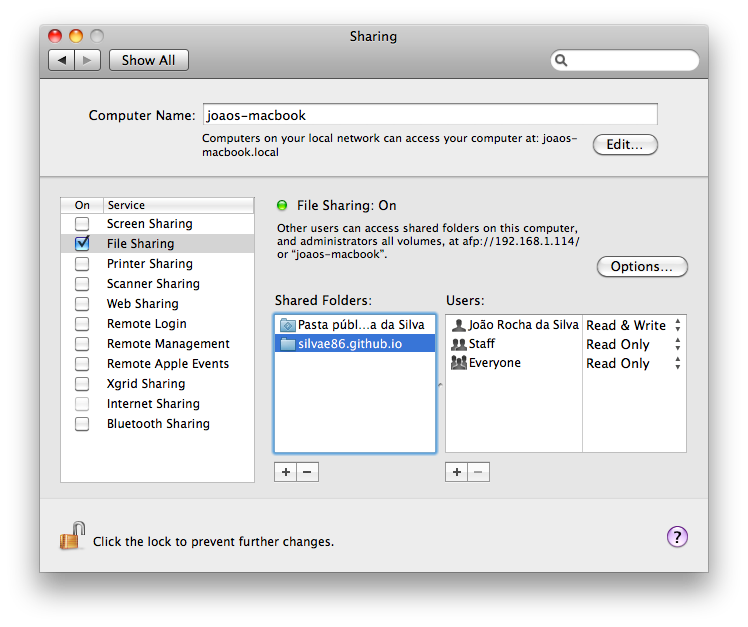 Sharing
Show All
Computer Name:
joaos-macbook
Computers on your local network can access your computer at: joaos-
macbook.local
Edit...
On
Service
Screen Sharing
File Sharing
Printer Sharing
Scanner Sharing
Web Sharing
Remote Login
Remote Management
Remote Apple Events
Xgrid Sharing
Internet Sharing
Bluetooth Sharing
File Sharing: On
Other users can access shared folders on this computer,
and administrators all volumes, at afp://192.168.1.114/
or “joaos-macbook”.
Options...
Shared Folders:
Pasta públ...a da Silva
silvae86.github.io
Users:
João Rocha da Silva Read & Write
Staff Read Only
Everyone Read Only
+ −
+ −
Click the lock to prevent further changes.
?